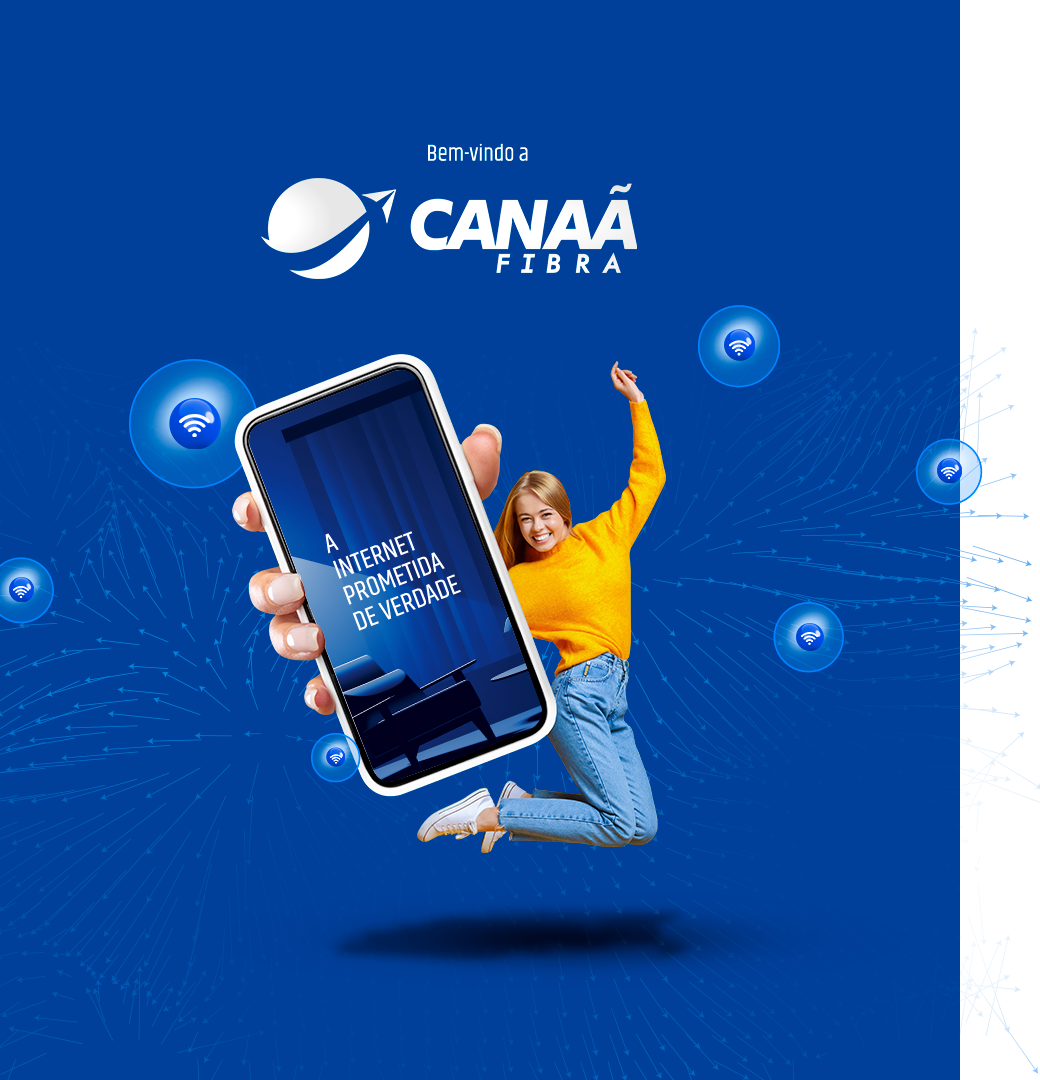 Bem-vindo a
CANAÃ
FIBRA
A
INTERNET
PROMETIDA
DE VERDADE